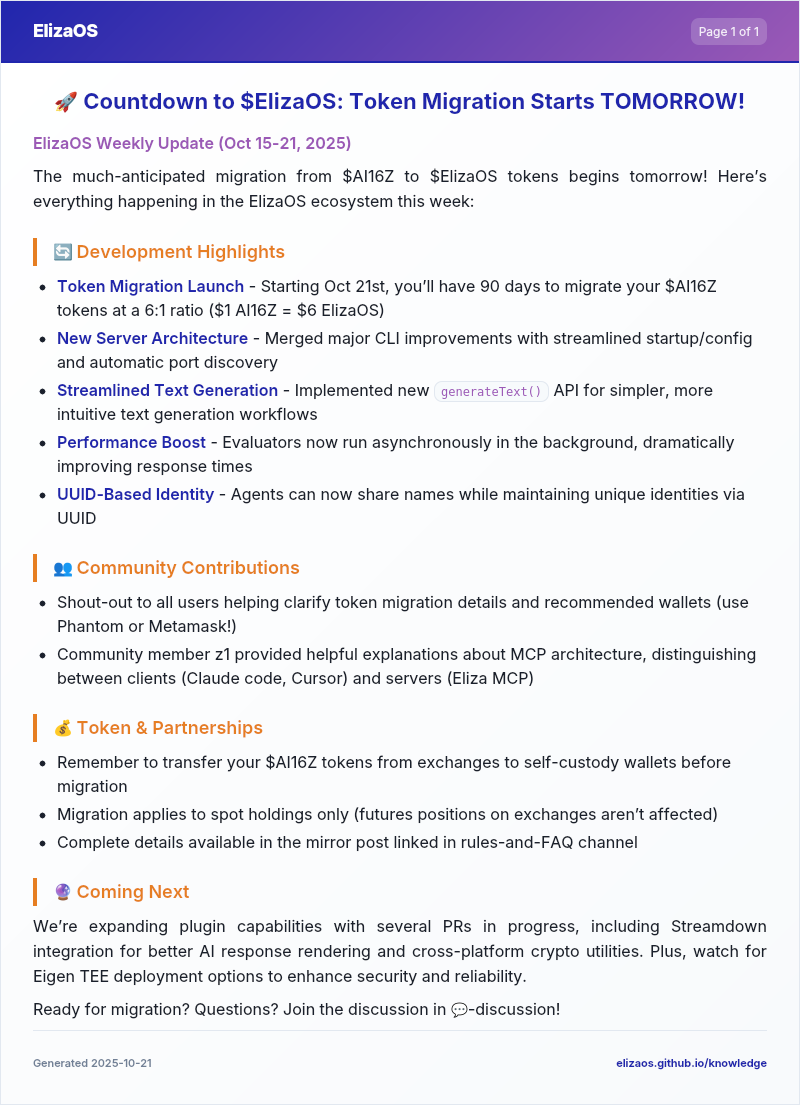 ElizaOS
Page 1 of 1
🚀 Countdown to $ElizaOS: Token Migration Starts TOMORROW!
ElizaOS Weekly Update (Oct 15-21, 2025)
The much-anticipated migration from $AI16Z to $ElizaOS tokens begins tomorrow! Here’s
everything happening in the ElizaOS ecosystem this week:
🔄 Development Highlights
• Token Migration Launch - Starting Oct 21st, you’ll have 90 days to migrate your $AI16Z
tokens at a 6:1 ratio ($1 AI16Z = $6 ElizaOS)
• New Server Architecture - Merged major CLI improvements with streamlined startup/config
and automatic port discovery
• Streamlined Text Generation - Implemented new generateText() API for simpler, more
intuitive text generation workflows
• Performance Boost - Evaluators now run asynchronously in the background, dramatically
improving response times
• UUID-Based Identity - Agents can now share names while maintaining unique identities via
UUID
👥 Community Contributions
• Shout-out to all users helping clarify token migration details and recommended wallets (use
Phantom or Metamask!)
• Community member z1 provided helpful explanations about MCP architecture, distinguishing
between clients (Claude code, Cursor) and servers (Eliza MCP)
💰 Token & Partnerships
• Remember to transfer your $AI16Z tokens from exchanges to self-custody wallets before
migration
• Migration applies to spot holdings only (futures positions on exchanges aren’t affected)
• Complete details available in the mirror post linked in rules-and-FAQ channel
🔮 Coming Next
We’re expanding plugin capabilities with several PRs in progress, including Streamdown
integration for better AI response rendering and cross-platform crypto utilities. Plus, watch for
Eigen TEE deployment options to enhance security and reliability.
Ready for migration? Questions? Join the discussion in 💬-discussion!
Generated 2025-10-21
elizaos.github.io/knowledge